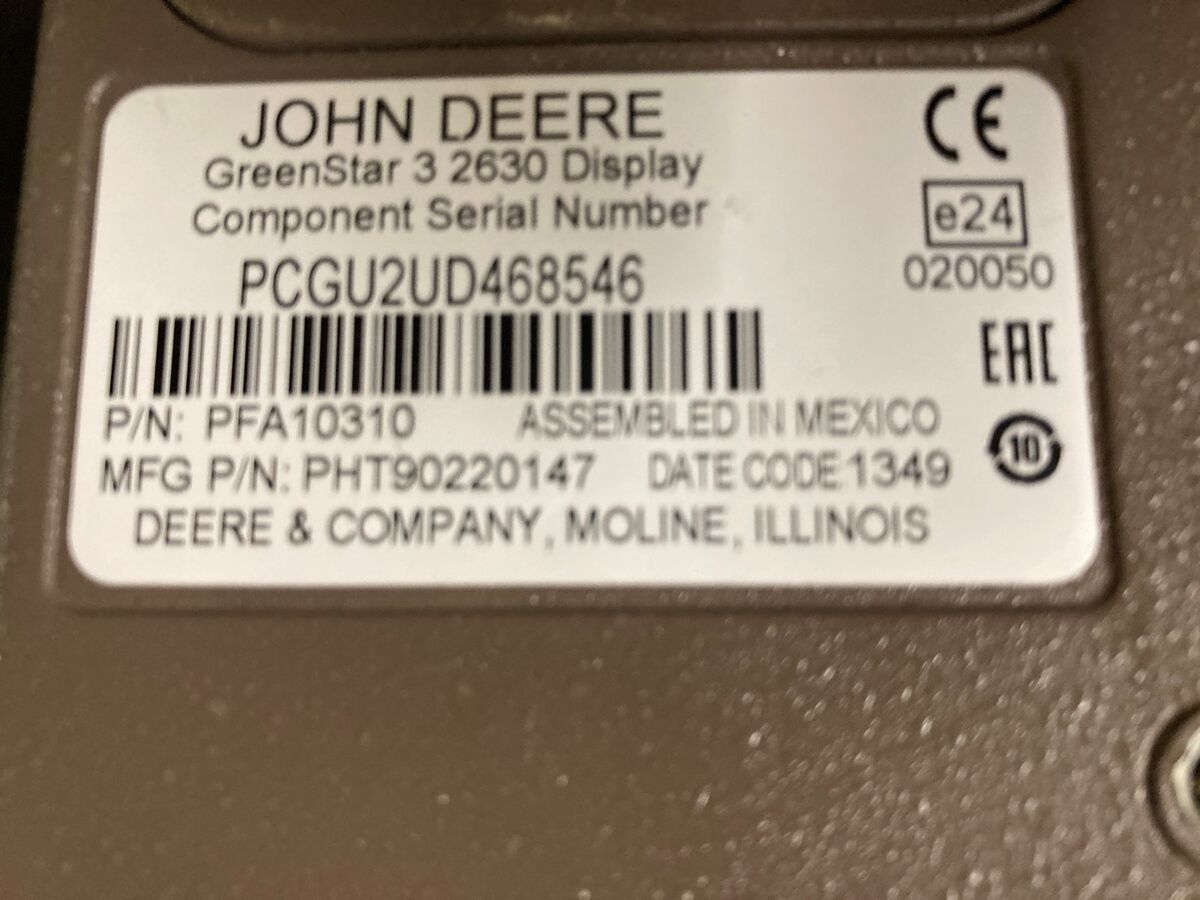 JOHN DEERE
GreenStar 3 2630 Display
Component Serial Number
PCGU2UD468546
CE
e24
020050
EAC
P/N: PFA10310 ASSEMBLED IN MEXICO
MFG P/N: PHT90220147 DATE CODE 1349
10
DEERE & COMPANY, MOLINE, ILLINOIS